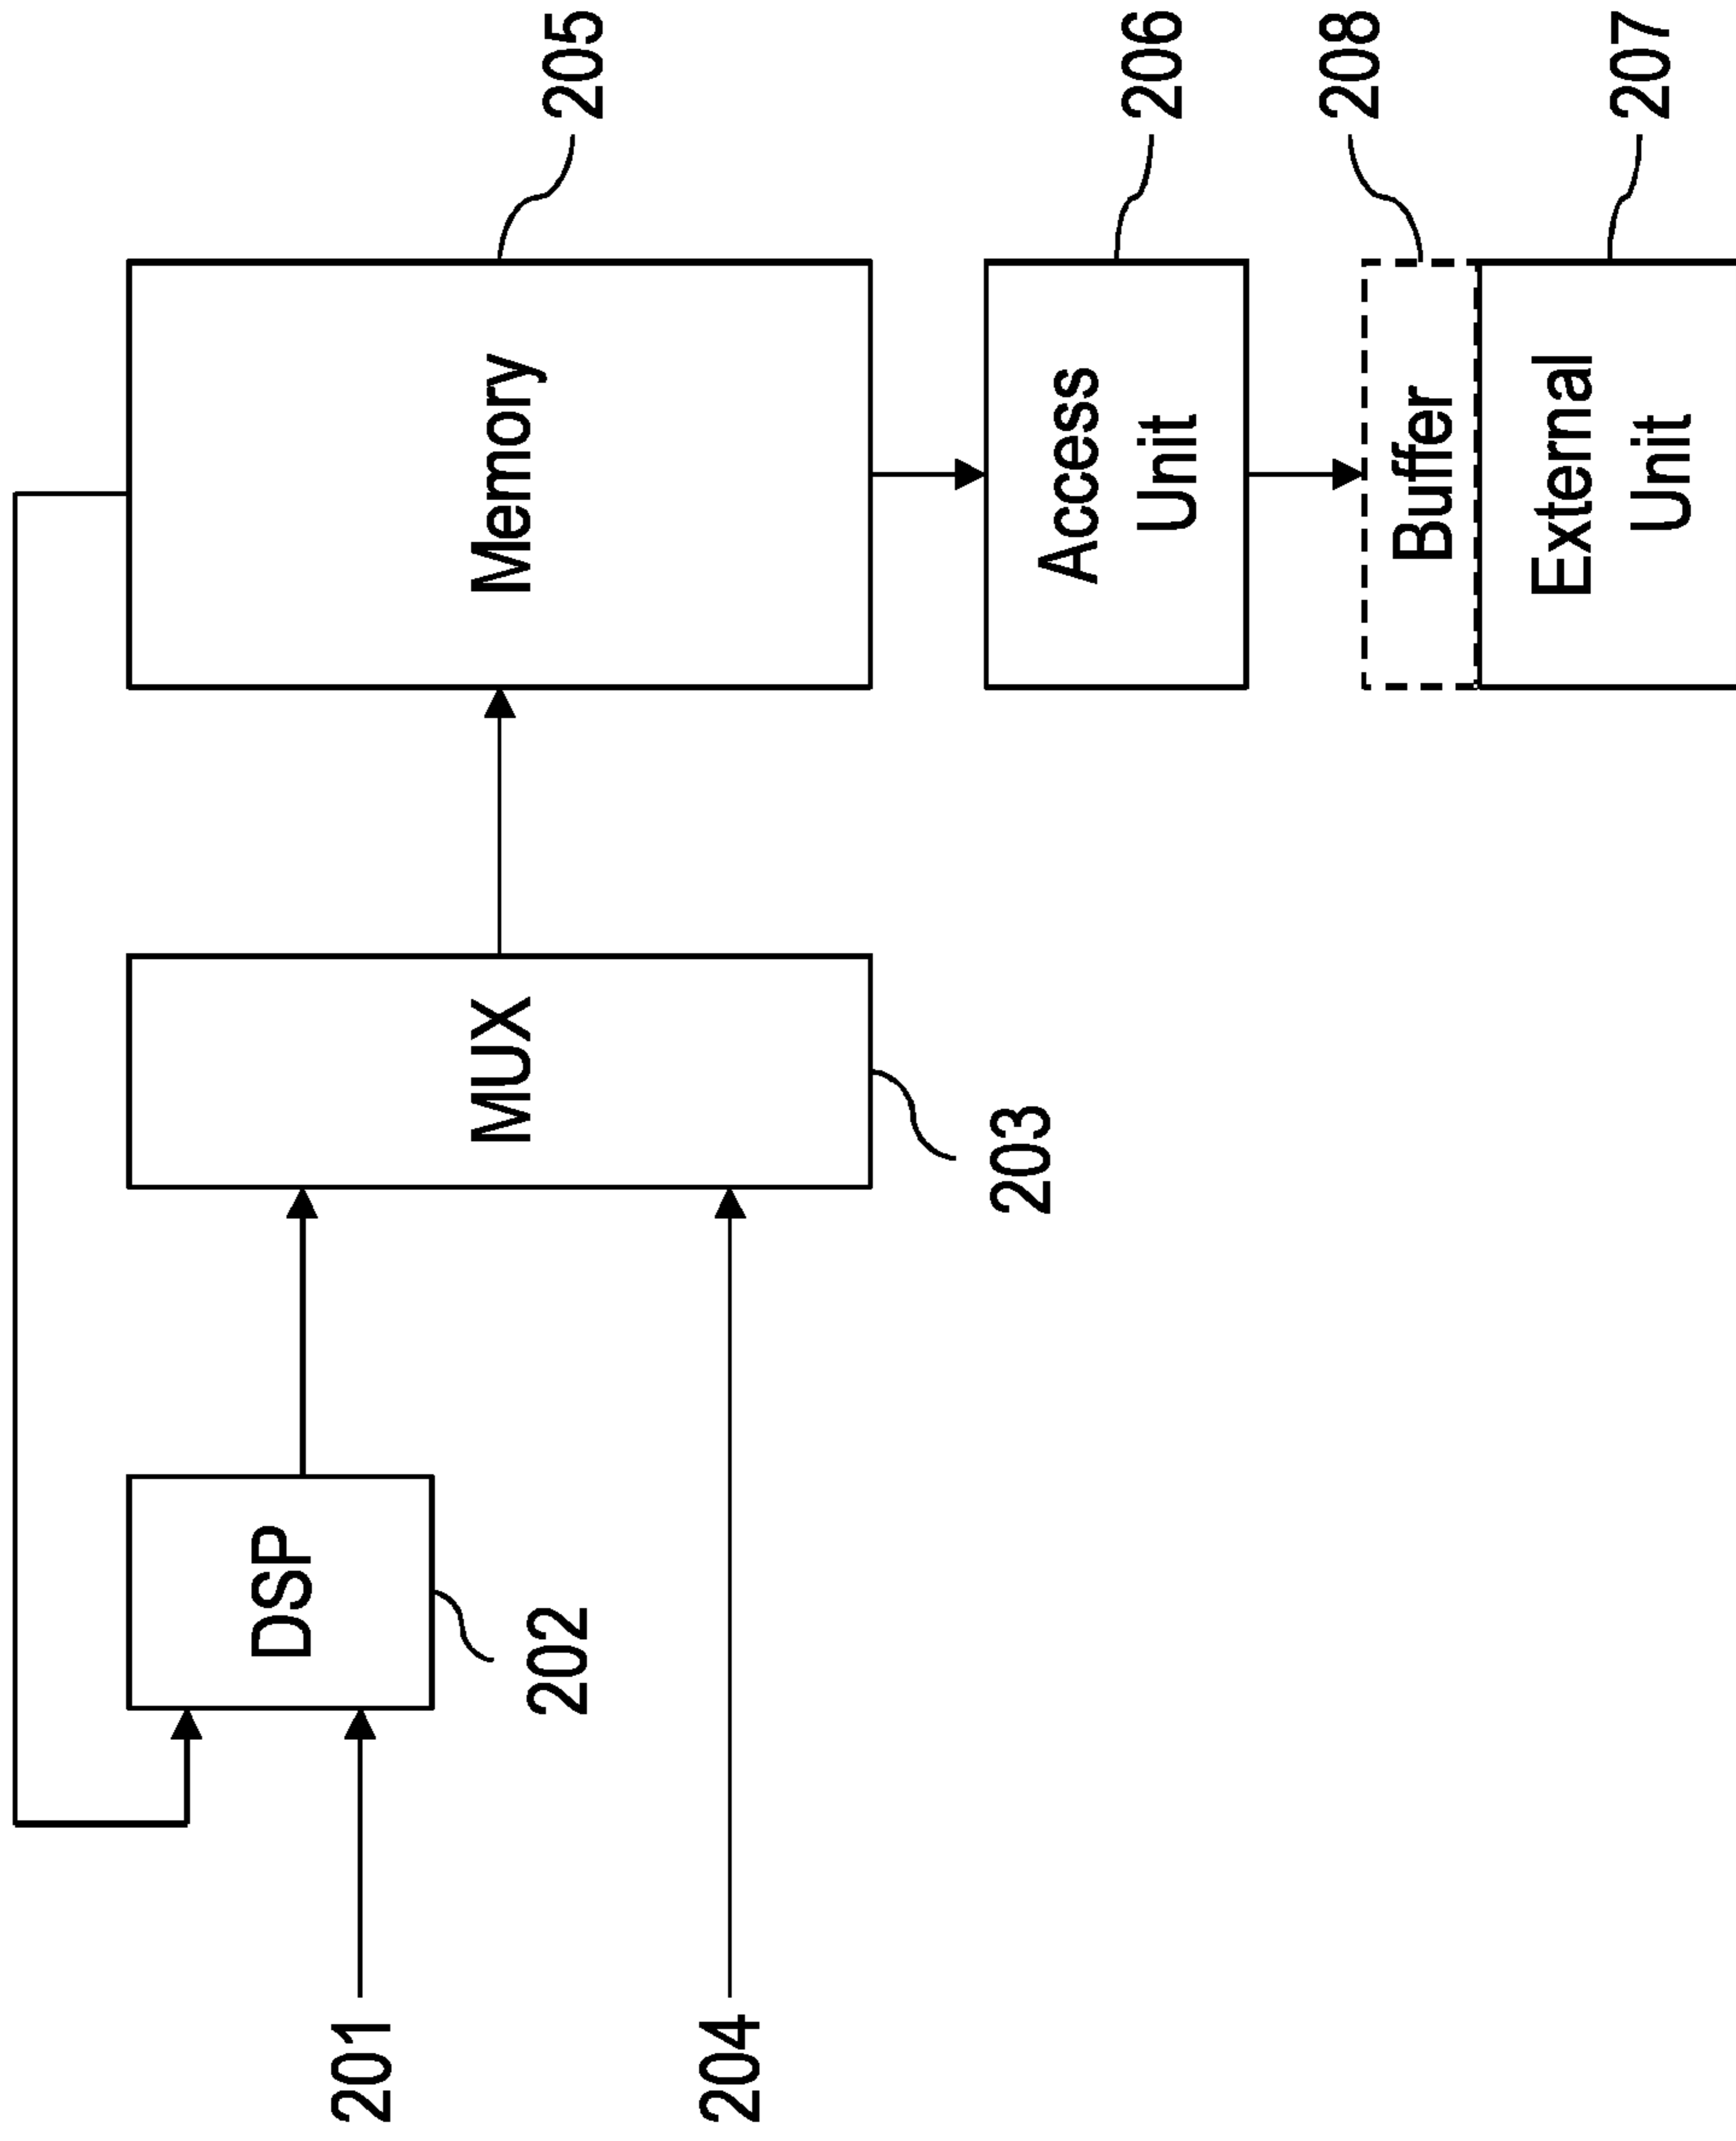 201
204
DSP
202
MUX
203
Memory
205
Access
Unit
206
Buffer
208
External
Unit
207